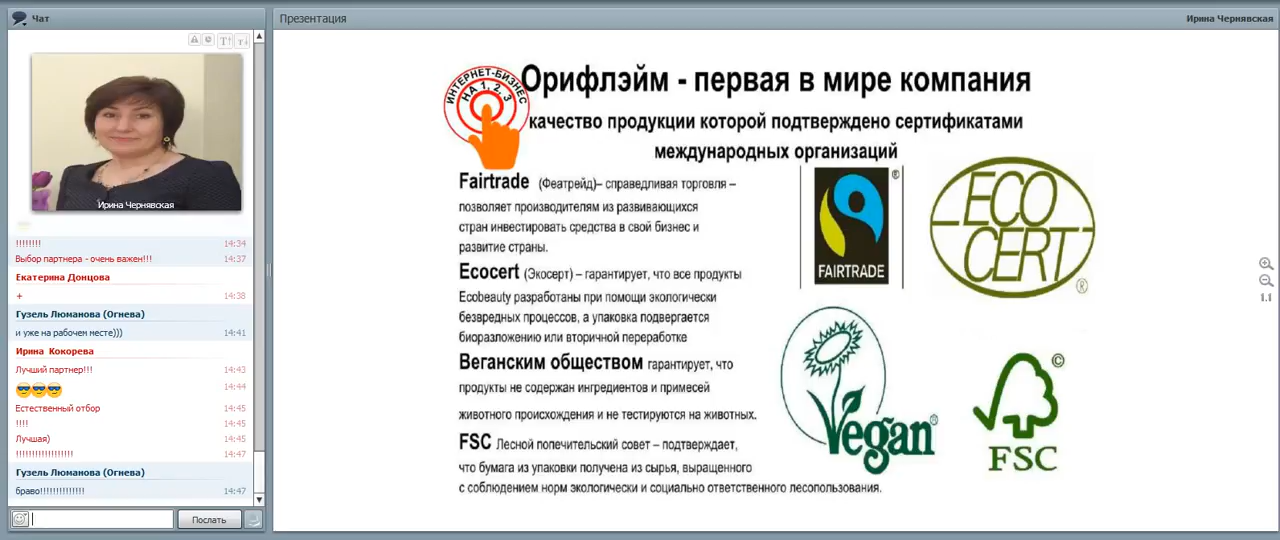 Чат
Ирина Чернявская
!!!!!!!! 14:34
Выбор партнера - очень важен!!! 14:37
Екатерина Донцова
+ 14:38
Гузель Люманова (Огнева)
и уже на рабочем месте))) 14:41
Ирина Кокорева
Лучший партнер!!! 14:43
14:44
Естественный отбор 14:45
!!!! 14:45
Лучшая) 14:45
!!!!!!!!!!!!!!!!!! 14:47
Гузель Люманова (Огнева)
браво!!!!!!!!!!!!!! 14:47
Послать
Презентация
Ирина Чернявская
ИНТЕРНЕТ-БИЗНЕС
НА 1, 2, 3
Орифлэйм - первая в мире компания
качество продукции которой подтверждено сертификатами
международных организаций
Fairtrade (Феатрейд)– справедливая торговля –
позволяет производителям из развивающихся
стран инвестировать средства в свой бизнес и
развитие страны.
Ecocert (Экосерт) – гарантирует, что все продукты
Ecobeauty разработаны при помощи экологически
безвредных процессов, а упаковка подвергается
биоразложению или вторичной переработке
Веганским обществом гарантирует, что
продукты не содержан ингредиентов и примесей
животного происхождения и не тестируются на животных.
FSC Лесной попечительский совет – подтверждает,
что бумага из упаковки получена из сырья, выращенного
с соблюдением норм экологически и социально ответственного лесопользования.
FAIRTRADE
®
ECO
CERT
®
Vegan®
©
FSC
1:1